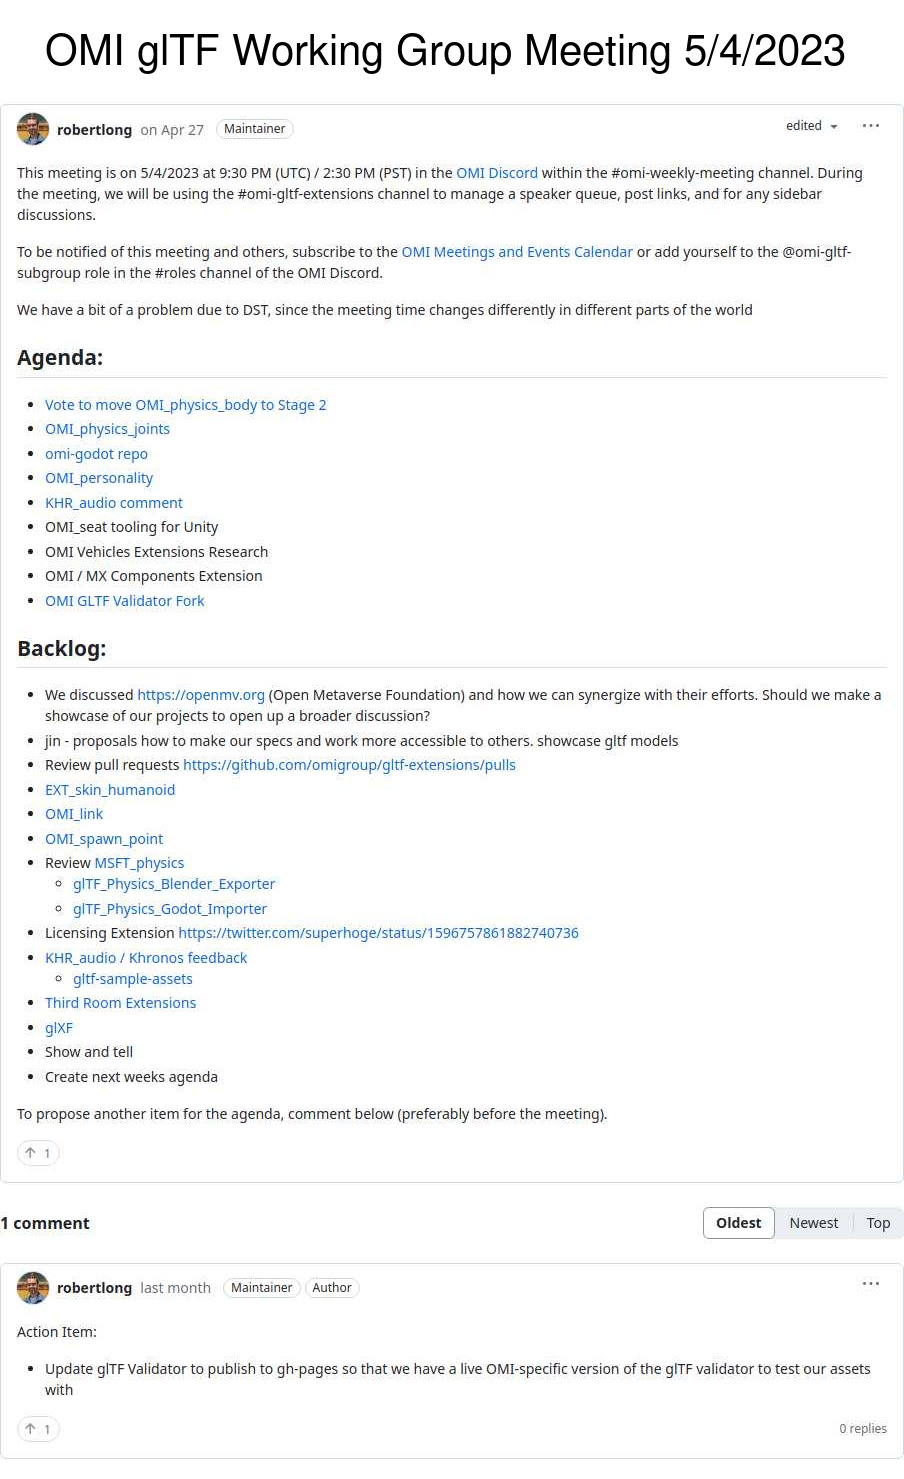 OMI glTF Working Group Meeting 5/4/2023
robertlong on Apr 27 Maintainer
edited
This meeting is on 5/4/2023 at 9:30 PM (UTC) / 2:30 PM (PST) in the OMI Discord within the #omi-weekly-meeting channel. During
the meeting, we will be using the #omi-gltf-extensions channel to manage a speaker queue, post links, and for any sidebar
discussions.
To be notified of this meeting and others, subscribe to the OMI Meetings and Events Calendar or add yourself to the @omi-gltf-
subgroup role in the #roles channel of the OMI Discord.
We have a bit of a problem due to DST, since the meeting time changes differently in different parts of the world
Agenda:
Vote to move OMI_physics_body to Stage 2
OMI_physics_joints
omi-godot repo
OMI_personality
KHR_audio comment
OMI_seat tooling for Unity
OMI Vehicles Extensions Research
OMI / MX Components Extension
OMI GLTF Validator Fork
Backlog:
We discussed https://openmv.org (Open Metaverse Foundation) and how we can synergize with their efforts. Should we make a
showcase of our projects to open up a broader discussion?
jin - proposals how to make our specs and work more accessible to others. showcase gltf models
Review pull requests https://github.com/omigroup/gltf-extensions/pulls
EXT_skin_humanoid
OMI_link
OMI_spawn_point
Review MSFT_physics
glTF_Physics_Blender_Exporter
glTF_Physics_Godot_Importer
Licensing Extension https://twitter.com/superhoge/status/1596757861882740736
KHR_audio / Khronos feedback
gltf-sample-assets
Third Room Extensions
glXF
Show and tell
Create next weeks agenda
To propose another item for the agenda, comment below (preferably before the meeting).
↑ 1
1 comment
Oldest Newest Top
robertlong last month Maintainer Author
Action Item:
Update glTF Validator to publish to gh-pages so that we have a live OMI-specific version of the glTF validator to test our assets
with
↑ 1
0 replies